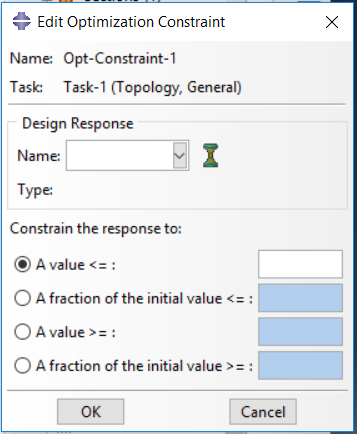 Edit Optimization Constraint
Name: Opt-Constraint-1
Task: Task-1 (Topology, General)
Design Response
Name:
Type:
Constrain the response to:
A value <= :
A fraction of the initial value <= :
A value >= :
A fraction of the initial value >= :
OK Cancel